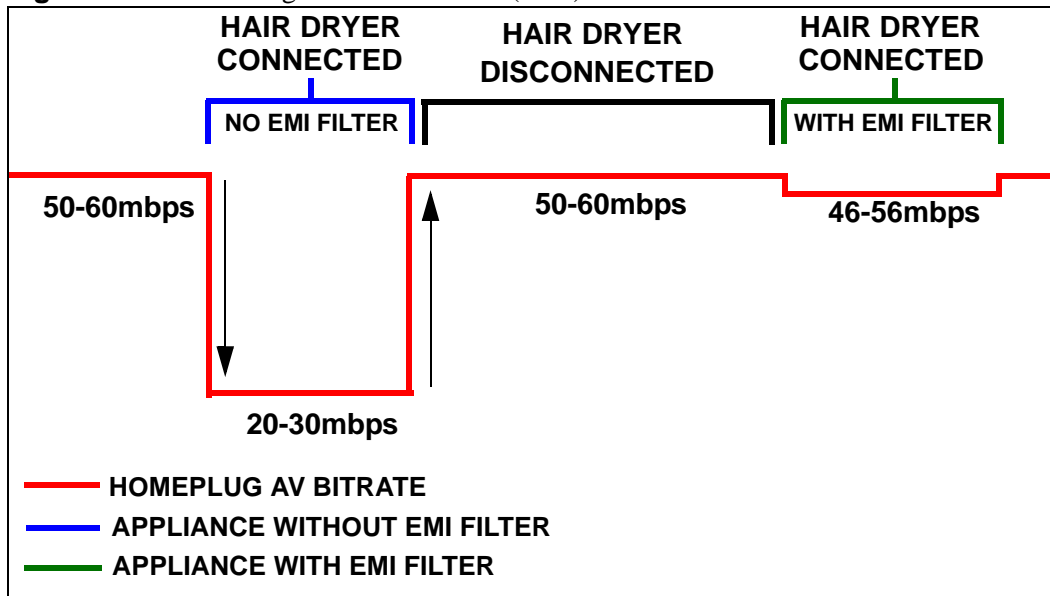 HAIR DRYER
CONNECTED
NO EMI FILTER
HAIR DRYER
DISCONNECTED
HAIR DRYER
CONNECTED
WITH EMI FILTER
50-60mbps
20-30mbps
50-60mbps
46-56mbps
HOMEPLUG AV BITRATE
APPLIANCE WITHOUT EMI FILTER
APPLIANCE WITH EMI FILTER